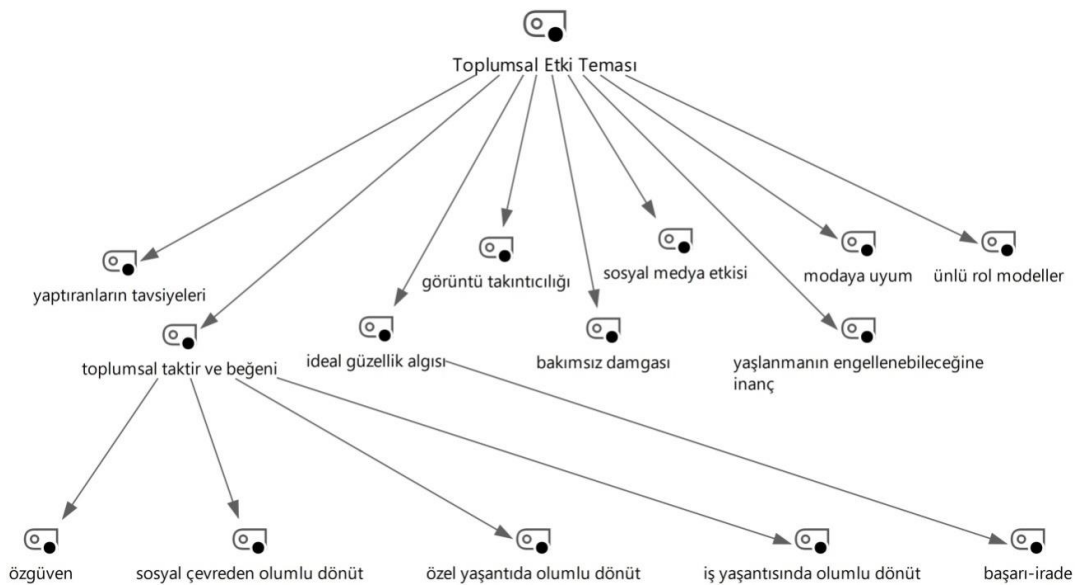 Toplumsal Etki Teması
yaptıranların tavsiyeleri
görüntü takıntıcılığı
sosyal medya etkisi
modaya uyum
ünlü rol modeller
toplumsal taktir ve beğeni
ideal güzellik algısı
bakımsız damgası
yaşlanmanın engellenebileceğine
inanç
özgüven
sosyal çevreden olumlu dönüt
özel yaşantıda olumlu dönüt
iş yaşantısında olumlu dönüt
başarı-irade